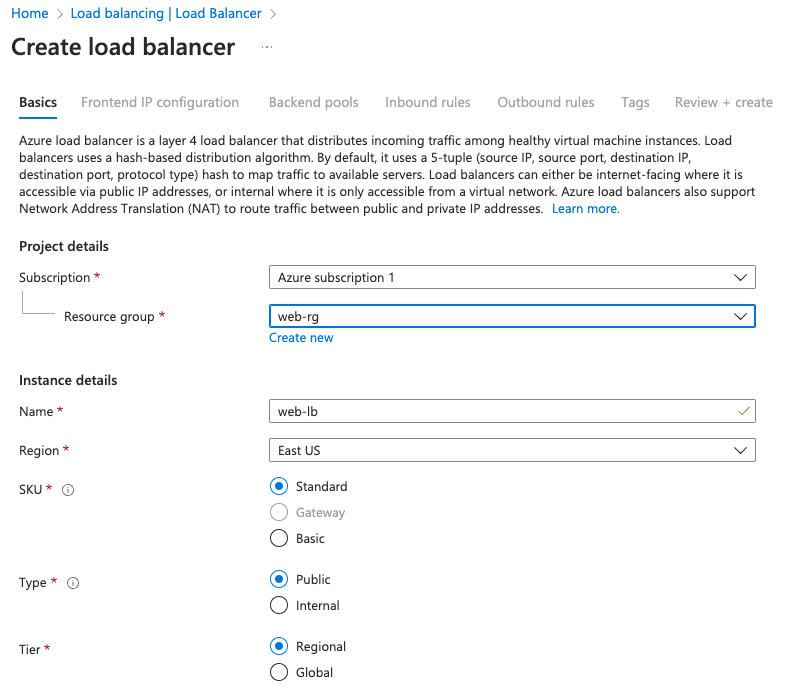 Home > Load balancing | Load Balancer >
Create load balancer ...
Basics Frontend IP configuration Backend pools Inbound rules Outbound rules Tags Review + create
Azure load balancer is a layer 4 load balancer that distributes incoming traffic among healthy virtual machine instances. Load
balancers uses a hash-based distribution algorithm. By default, it uses a 5-tuple (source IP, source port, destination IP,
destination port, protocol type) hash to map traffic to available servers. Load balancers can either be internet-facing where it is
accessible via public IP addresses, or internal where it is only accessible from a virtual network. Azure load balancers also support
Network Address Translation (NAT) to route traffic between public and private IP addresses. Learn more.
Project details
Subscription * Azure subscription 1
Resource group * web-rg
Create new
Instance details
Name * web-lb
Region * East US
SKU * Standard
Gateway
Basic
Type * Public
Internal
Tier * Regional
Global